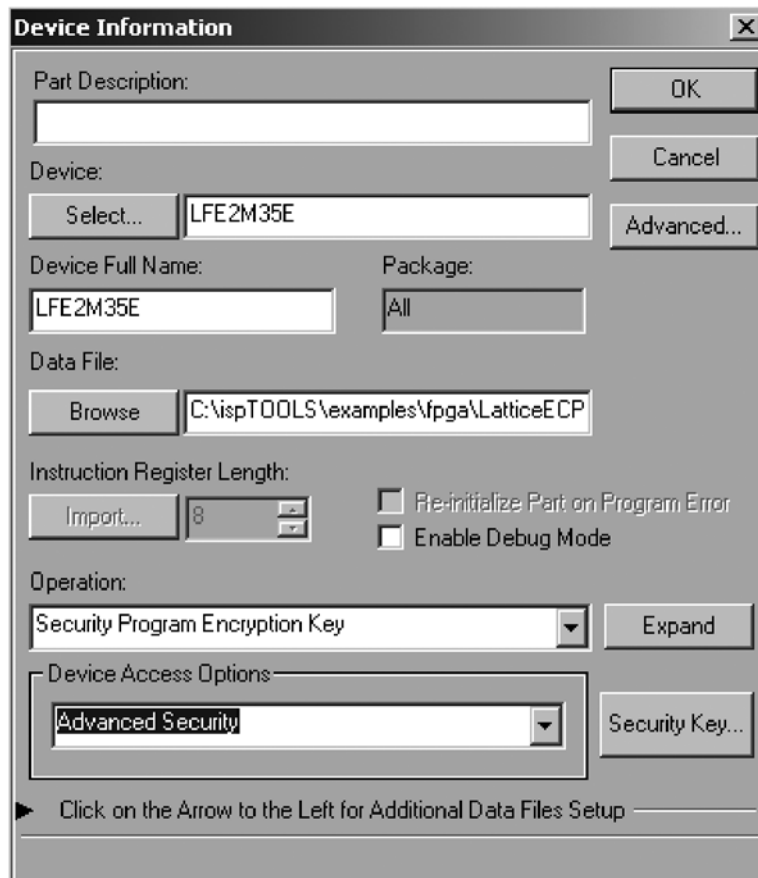 Device Information
Part Description:
OK
Cancel
Device:
Select...
LFE2M35E
Advanced...
Device Full Name:
Package:
LFE2M35E
All
Data File:
Browse
C:\ispTOOLS\examples\fpga\LatticeECP
Instruction Register Length:
Import...
8
Re-initialize Part on Program Error
Enable Debug Mode
Operation:
Security Program Encryption Key
Expand
Device Access Options
Advanced Security
Security Key...
Click on the Arrow to the Left for Additional Data Files Setup